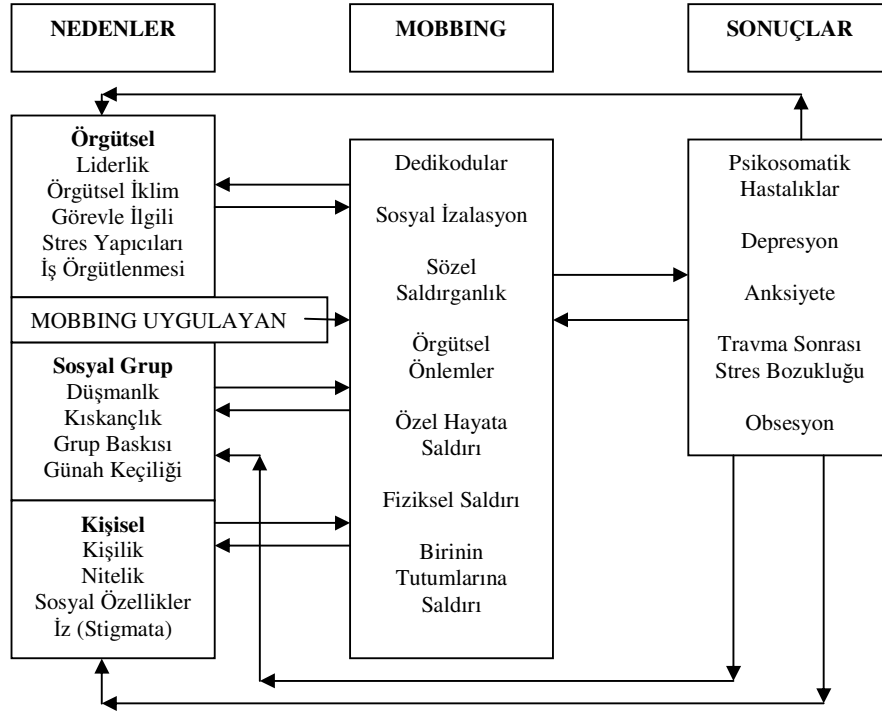 NEDENLER
MOBBING
SONUÇLAR
Örgütsel
Liderlik
Örgütsel İklim
Görevle İlgili
Stres Yapıcıları
İş Örgütlenmesi
MOBBING UYGULAYAN
Sosyal Grup
Düşmanlk
Kıskançlık
Grup Baskısı
Günah Keçiliği
Kişisel
Kişilik
Nitelik
Sosyal Özellikler
İz (Stigmata)
Dedikodular
Sosyal İzalasyon
Sözel
Saldırganlık
Örgütsel
Önlemler
Özel Hayata
Saldırı
Fiziksel Saldırı
Birinin
Tutumlarına
Saldırı
Psikosomatik
Hastalıklar
Depresyon
Anksiyete
Travma Sonrası
Stres Bozukluğu
Obsesyon